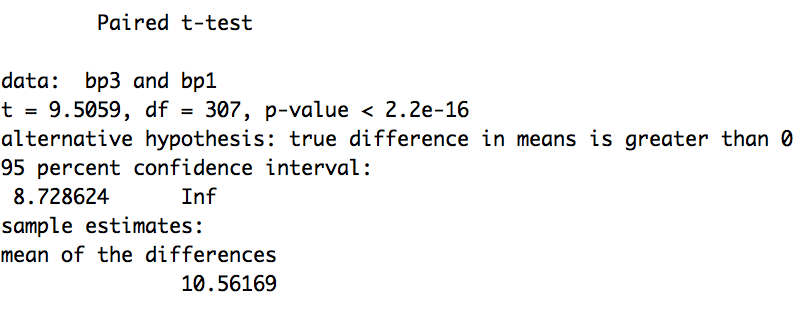 Paired t-test
data:  bp3 and bp1
t = 9.5059, df = 307, p-value < 2.2e-16
alternative hypothesis: true difference in means is greater than 0
95 percent confidence interval:
 8.728624      Inf
sample estimates:
mean of the differences
               10.56169